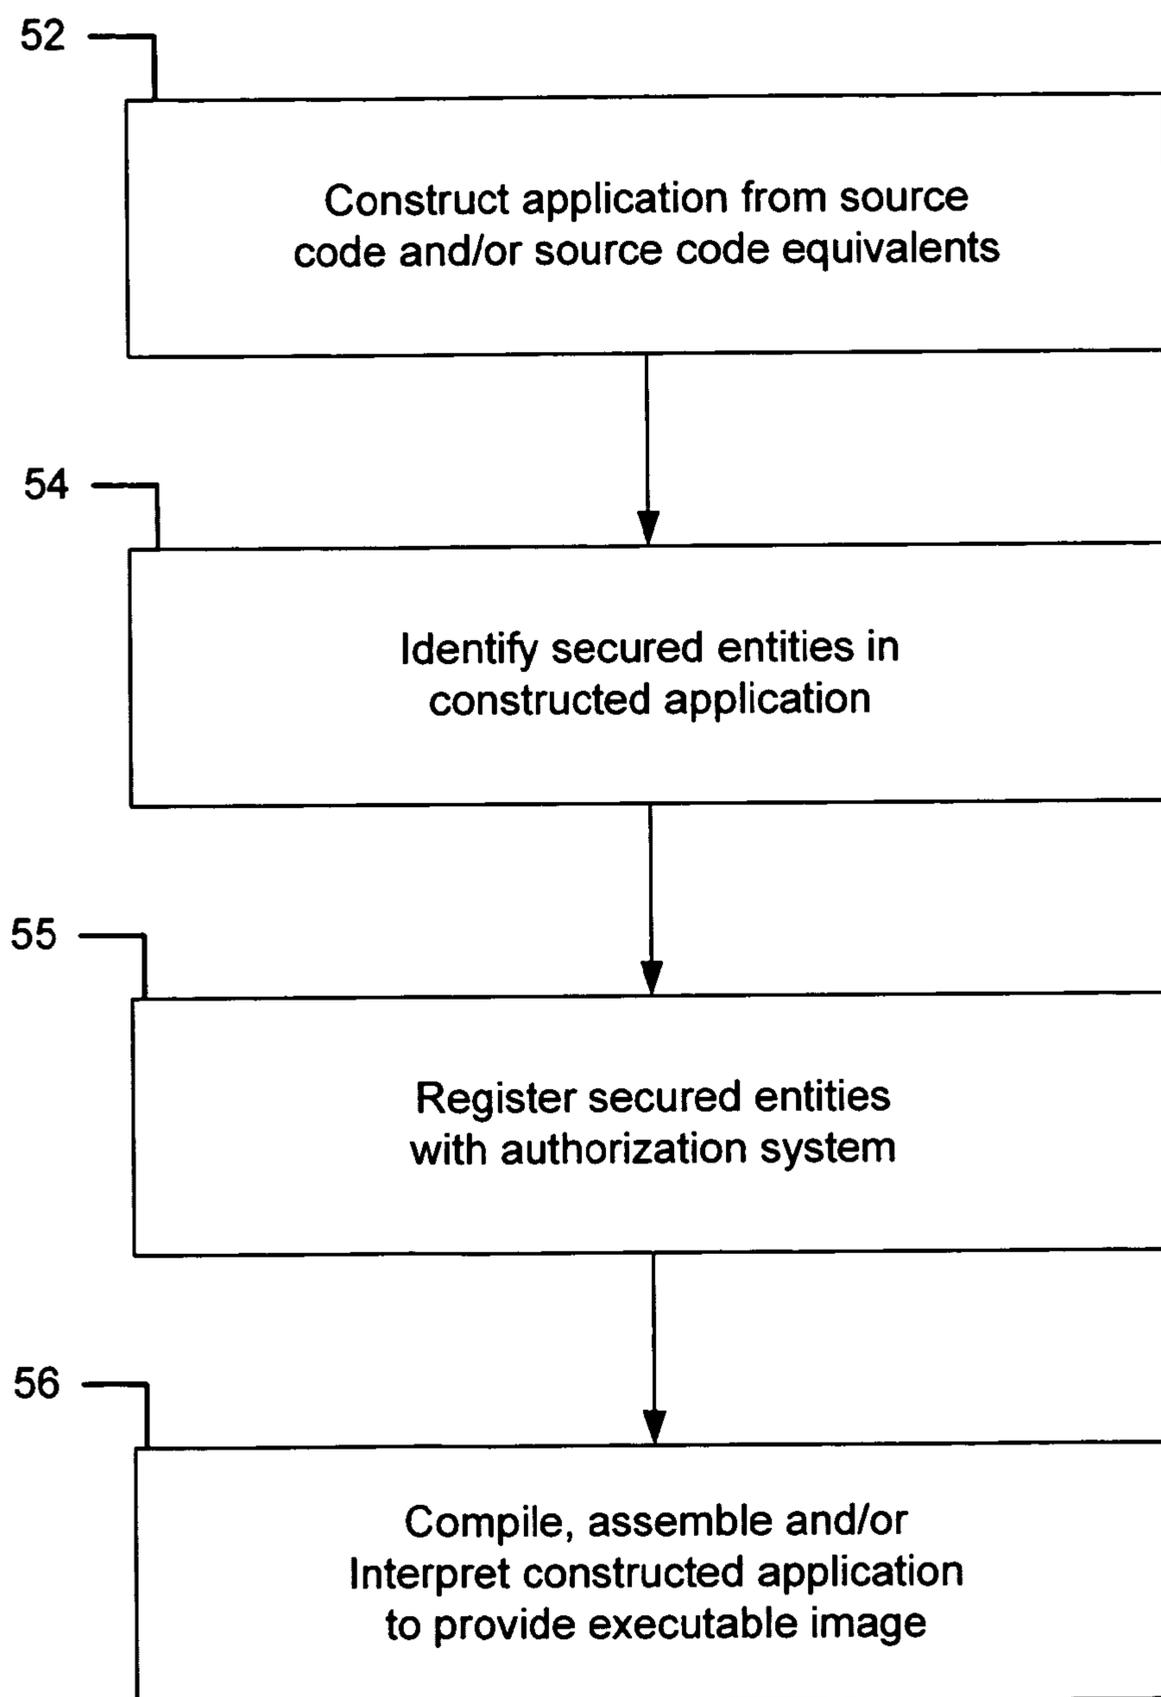 52
Construct application from source
code and/or source code equivalents
54
Identify secured entities in
constructed application
55
Register secured entities
with authorization system
56
Compile, assemble and/or
Interpret constructed application
to provide executable image